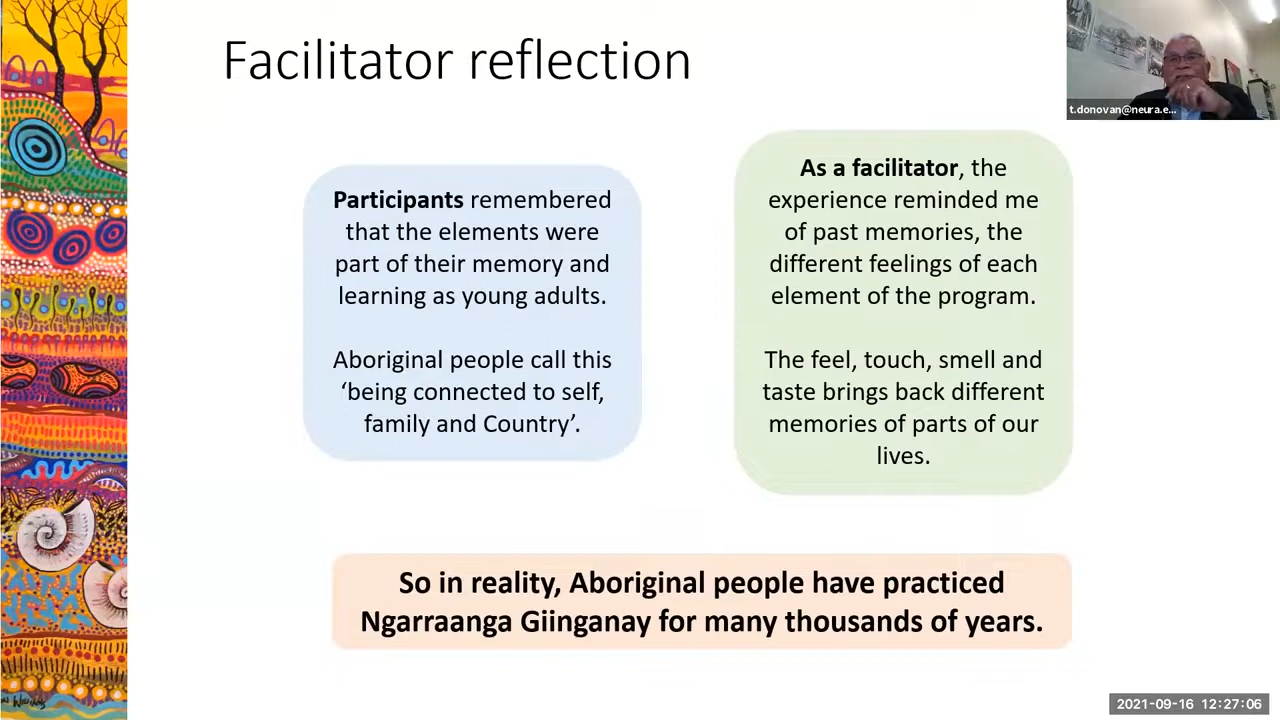 Facilitator reflection
t.donovan@neura.e...
Participants remembered
that the elements were
part of their memory and
learning as young adults.
Aboriginal people call this
‘being connected to self,
family and Country’.
As a facilitator, the
experience reminded me
of past memories, the
different feelings of each
element of the program.
The feel, touch, smell and
taste brings back different
memories of parts of our
lives.
So in reality, Aboriginal people have practiced
Ngarraanga Giinganay for many thousands of years.
2021-09-16 12:27:06